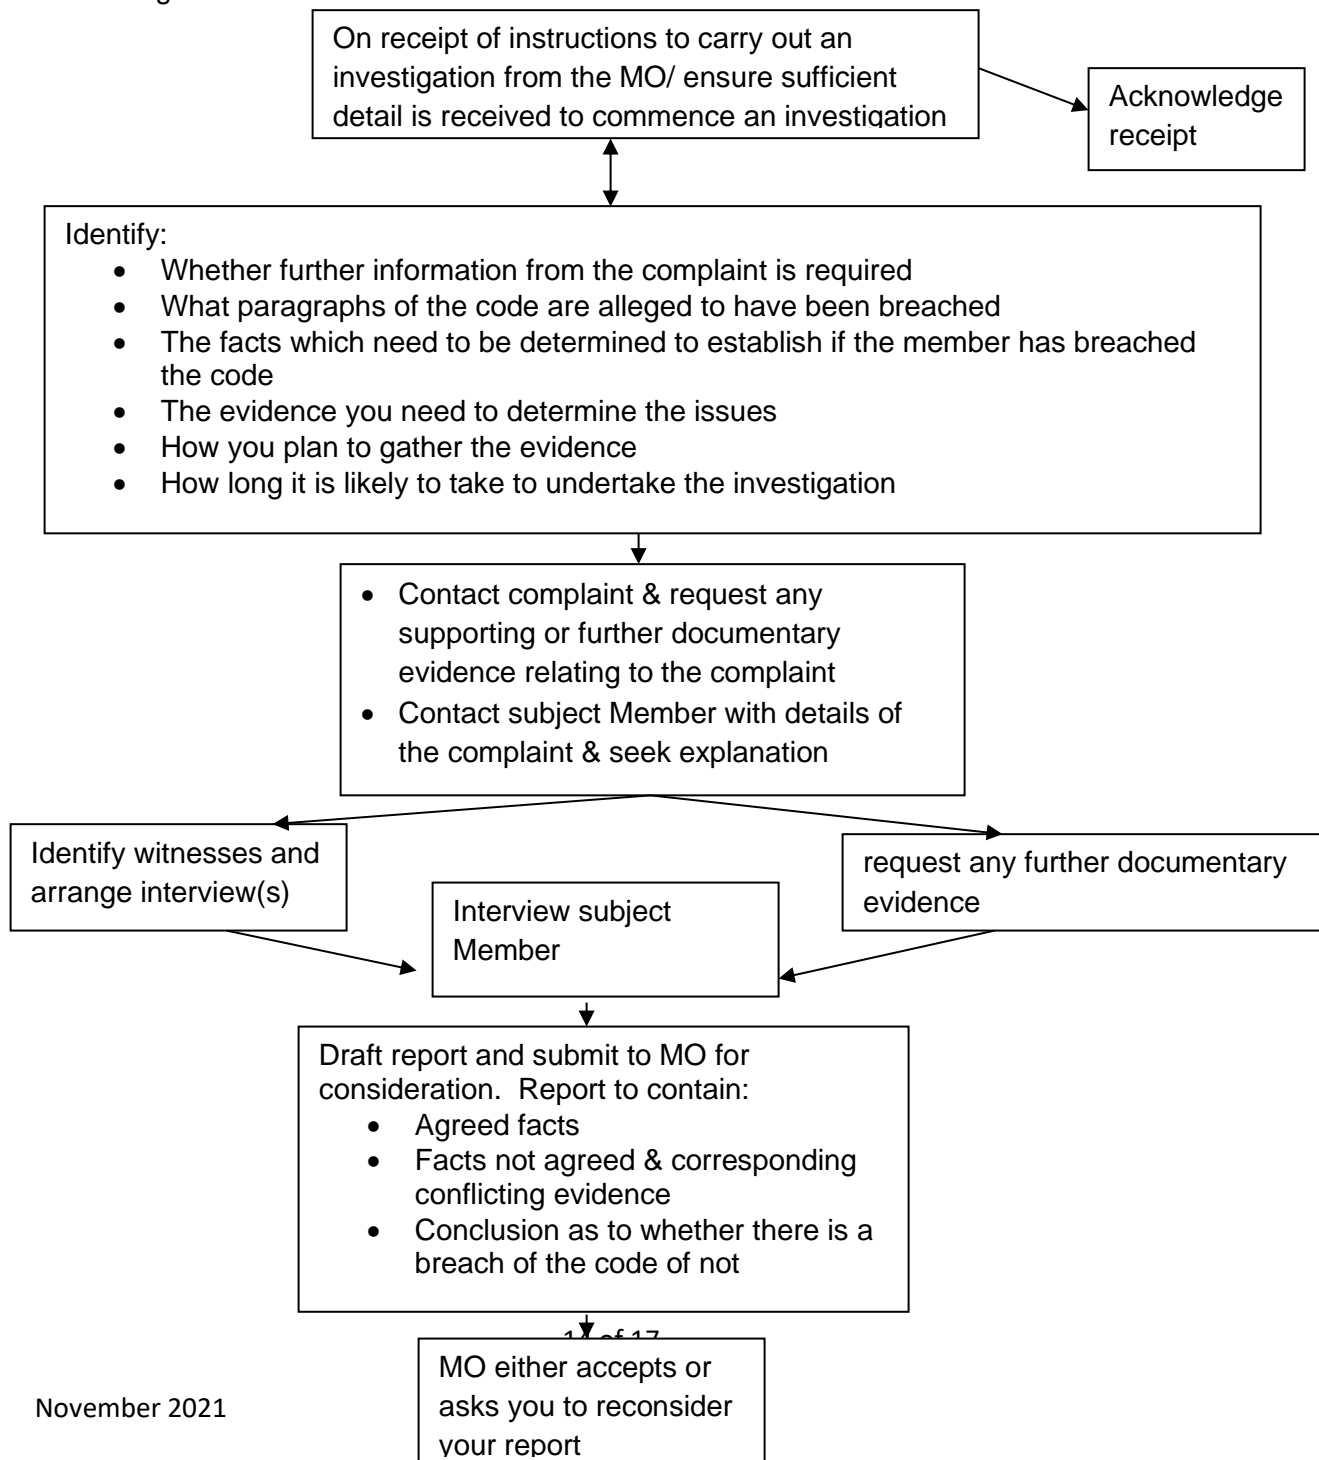 On receipt of instructions to carry out an
investigation from the MO/ ensure sufficient
detail is received to commence an investigation
Acknowledge
receipt
Identify:
• Whether further information from the complaint is required
• What paragraphs of the code are alleged to have been breached
• The facts which need to be determined to establish if the member has breached
the code
• The evidence you need to determine the issues
• How you plan to gather the evidence
• How long it is likely to take to undertake the investigation
• Contact complaint & request any
supporting or further documentary
evidence relating to the complaint
• Contact subject Member with details of
the complaint & seek explanation
Identify witnesses and
arrange interview(s)
request any further documentary
evidence
Interview subject
Member
Draft report and submit to MO for
consideration. Report to contain:
• Agreed facts
• Facts not agreed & corresponding
conflicting evidence
• Conclusion as to whether there is a
breach of the code of not
of 17
MO either accepts or
asks you to reconsider
your report
November 2021